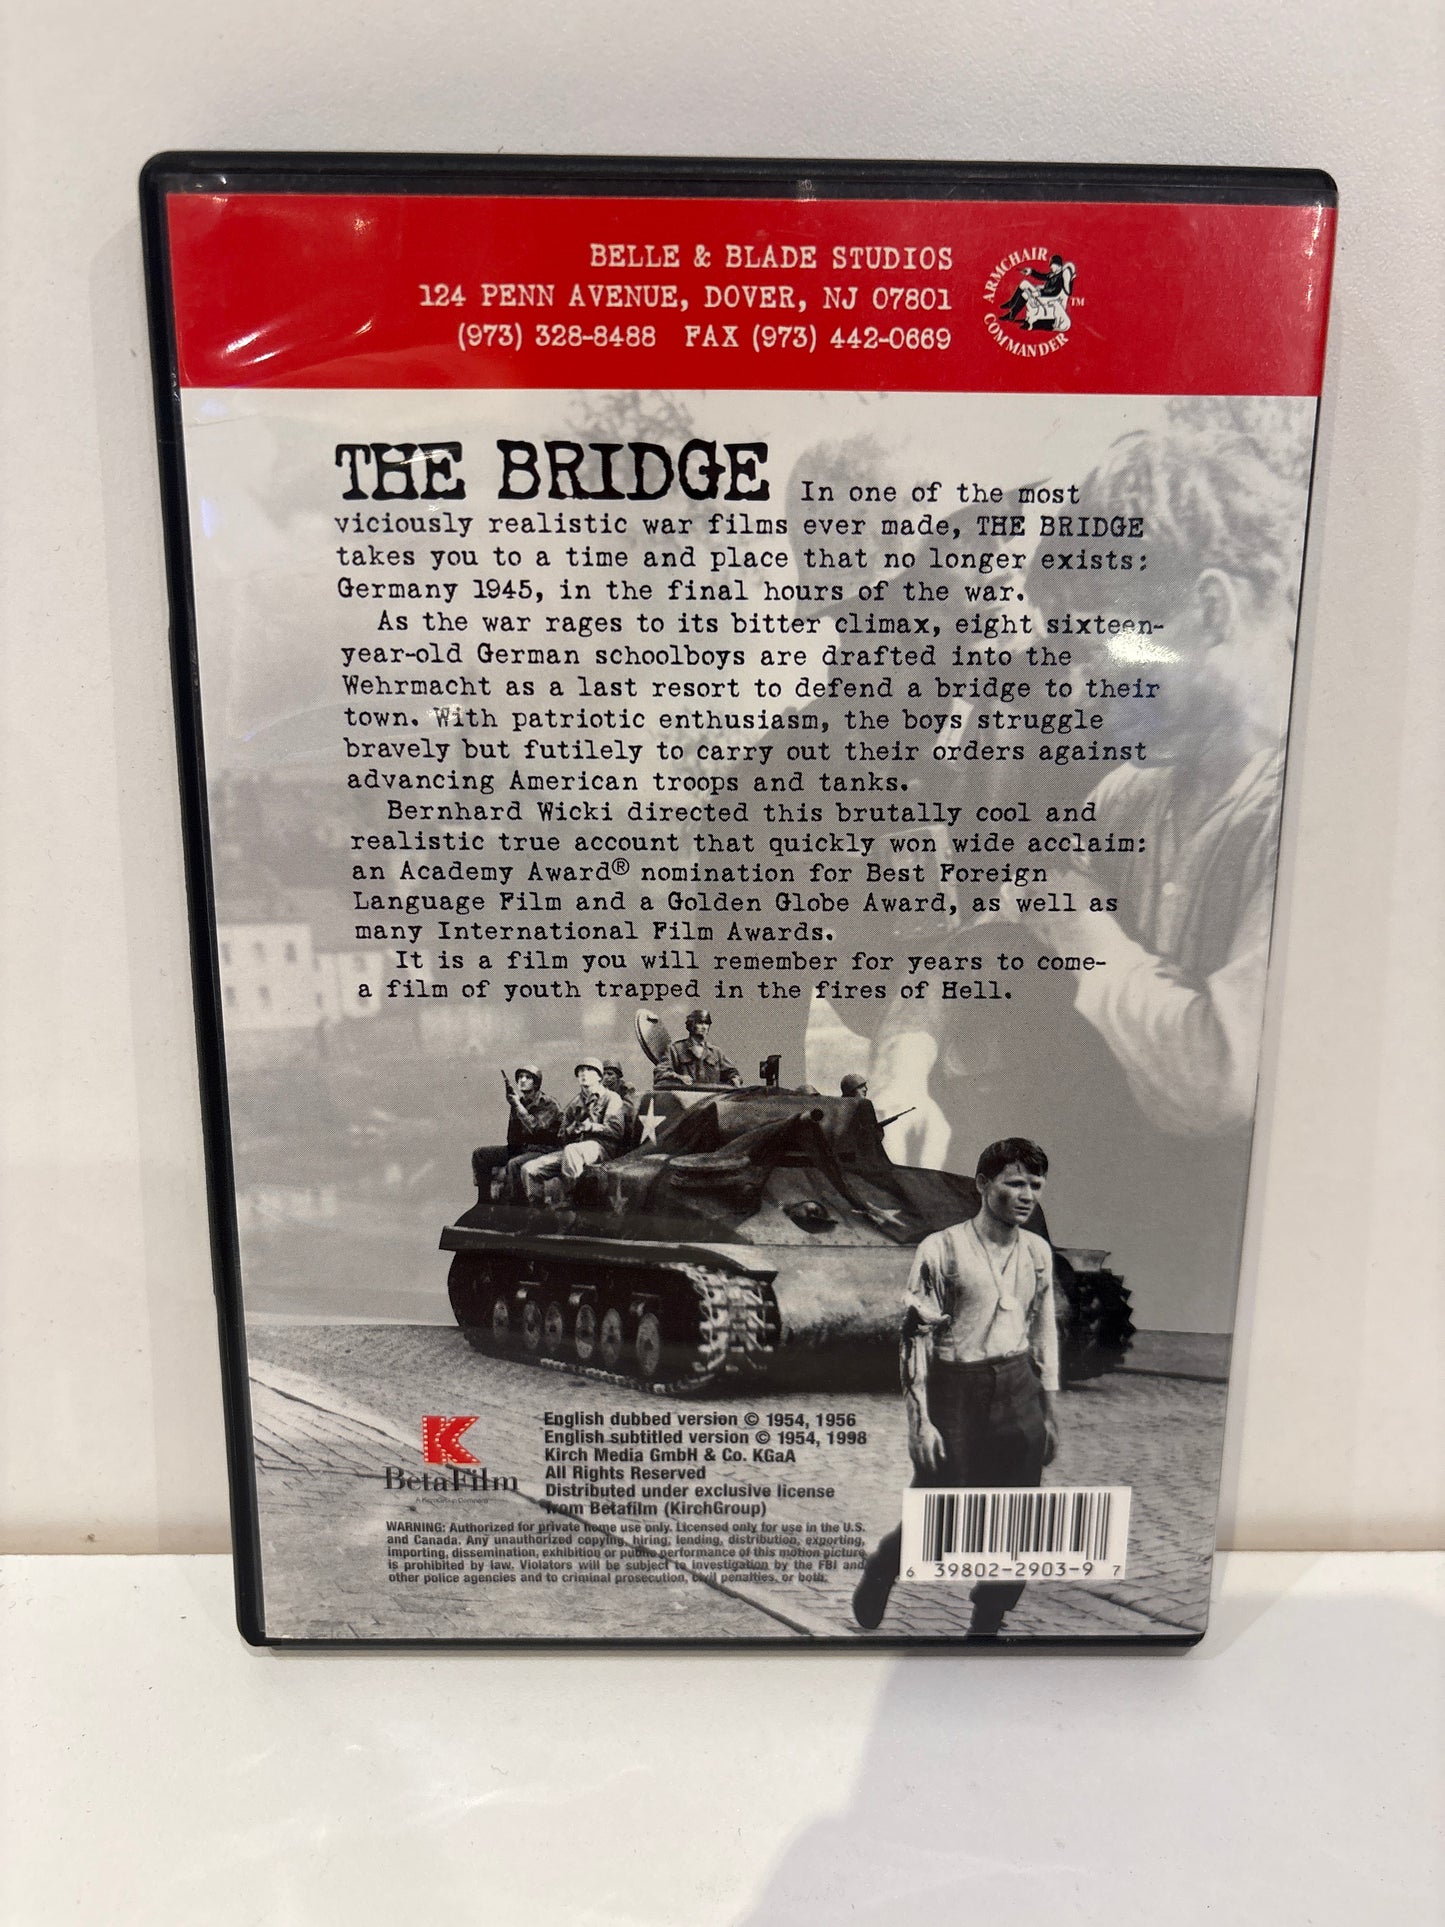 BELLE & BLADE STUDIOS
124 PENN AVENUE, DOVER, NJ 07801
(973) 328-8488 FAX (973) 442-0669
ARMCHAIR
COMMANDER
TM
THE BRIDGE In one of the most
viciously realistic war films ever made, THE BRIDGE
takes you to a time and place that no longer exists:
Germany 1945, in the final hours of the war.
As the war rages to its bitter climax, eight sixteen-
year-old German schoolboys are drafted into the
Wehrmacht as a last resort to defend a bridge to their
town. With patriotic enthusiasm, the boys struggle
bravely but futilely to carry out their orders against
advancing American troops and tanks.
Bernhard Wicki directed this brutally cool and
realistic true account that quickly won wide acclaim:
an Academy Award® nomination for Best Foreign
Language Film and a Golden Globe Award, as well as
many International Film Awards.
It is a film you will remember for years to come-
a film of youth trapped in the fires of Hell.
K
BetaFilm
A KirchGroup Company
English dubbed version © 1954, 1956
English subtitled version © 1954, 1998
Kirch Media GmbH & Co. KGaA
All Rights Reserved
Distributed under exclusive license
from Betafilm (KirchGroup)
WARNING: Authorized for private home use only. Licensed only for use in the U.S.
and Canada. Any unauthorized copying, hiring, lending, distribution, exporting,
importing, dissemination, exhibition or public performance of this motion picture
is prohibited by law. Violators will be subject to investigation by the FBI and
other police agencies and to criminal prosecution, civil penalties, or both.
6 39802-2903-9 7